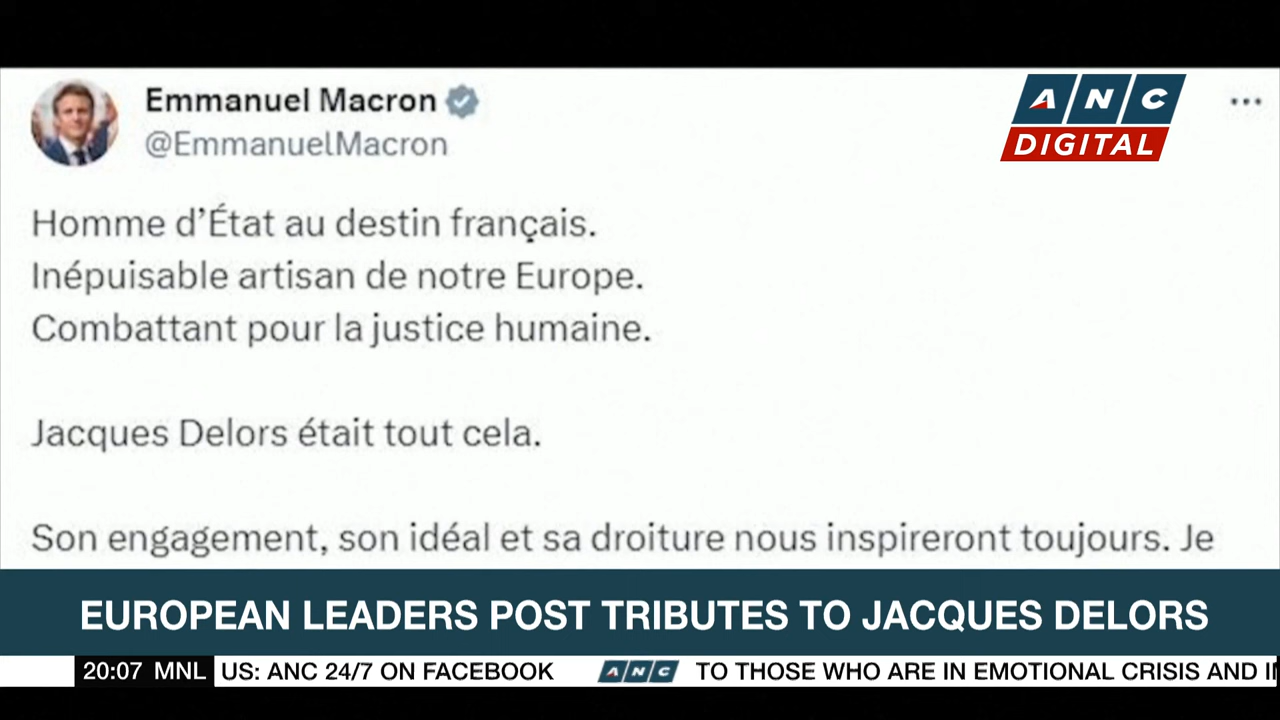 Emmanuel Macron
@EmmanuelMacron
ANC
DIGITAL
Homme d’État au destin français.
Inépuisable artisan de notre Europe.
Combattant pour la justice humaine.
Jacques Delors était tout cela.
Son engagement, son idéal et sa droiture nous inspireront toujours. Je
EUROPEAN LEADERS POST TRIBUTES TO JACQUES DELORS
20:07 MNL US: ANC 24/7 ON FACEBOOK ANC TO THOSE WHO ARE IN EMOTIONAL CRISIS AND